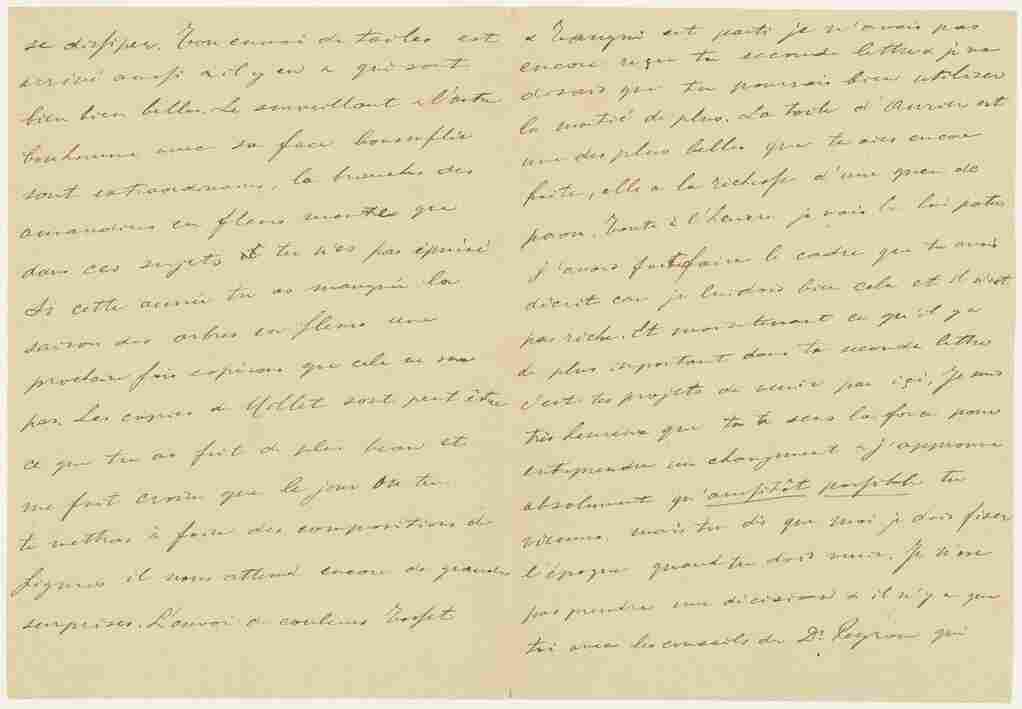 se dissiper. Ton envoi de toiles est
arrivé aussi & il y en a qui sont
bien bien belles. Le surveillant & l'autre
bonhomme avec sa face boursouflée
sont extraordinaires, la branche des
amandiers en fleurs montre que
dans ces sujets là tu n'es pas épuisé
Si cette année tu as manqué la
saison des arbres en fleurs une
prochaine fois espérons que cela ne sera
pas. Les copies de Millet sont peut être
ce que tu as fait de plus beau et
me font croire que le jour où tu
te mettras à faire des compositions de
figures il nous attend encore de grandes
surprises. L'envoi de couleurs Tasset
& Tanguy est parti je n'avais pas
encore reçu ta seconde lettre & je me
disais que tu pourrais bien utiliser
la moitié de plus. La toile d'Aurier est
une des plus belles que tu aies encore
faite, elle a la richesse d'une queue de
paon. Toute à l'heure je vais la lui porter
j'avais fait faire le cadre que tu avais
décrit car je lui dois bien cela et il n'est
pas riche. Et maintenant ce qu'il y a
de plus important dans ta seconde lettre
c'est tes projets de venir par içi. Je suis
très heureux que tu te sens la force pour
entreprendre un changement & j'approuve
absolument qu'aussitôt possible tu
viennes, mais tu dis que moi je dois fixer
l'époque quand tu dois venir. Je n'ose
pas prendre une décision & il n'y a que
toi avec les conseils de Dr. Peyron qui